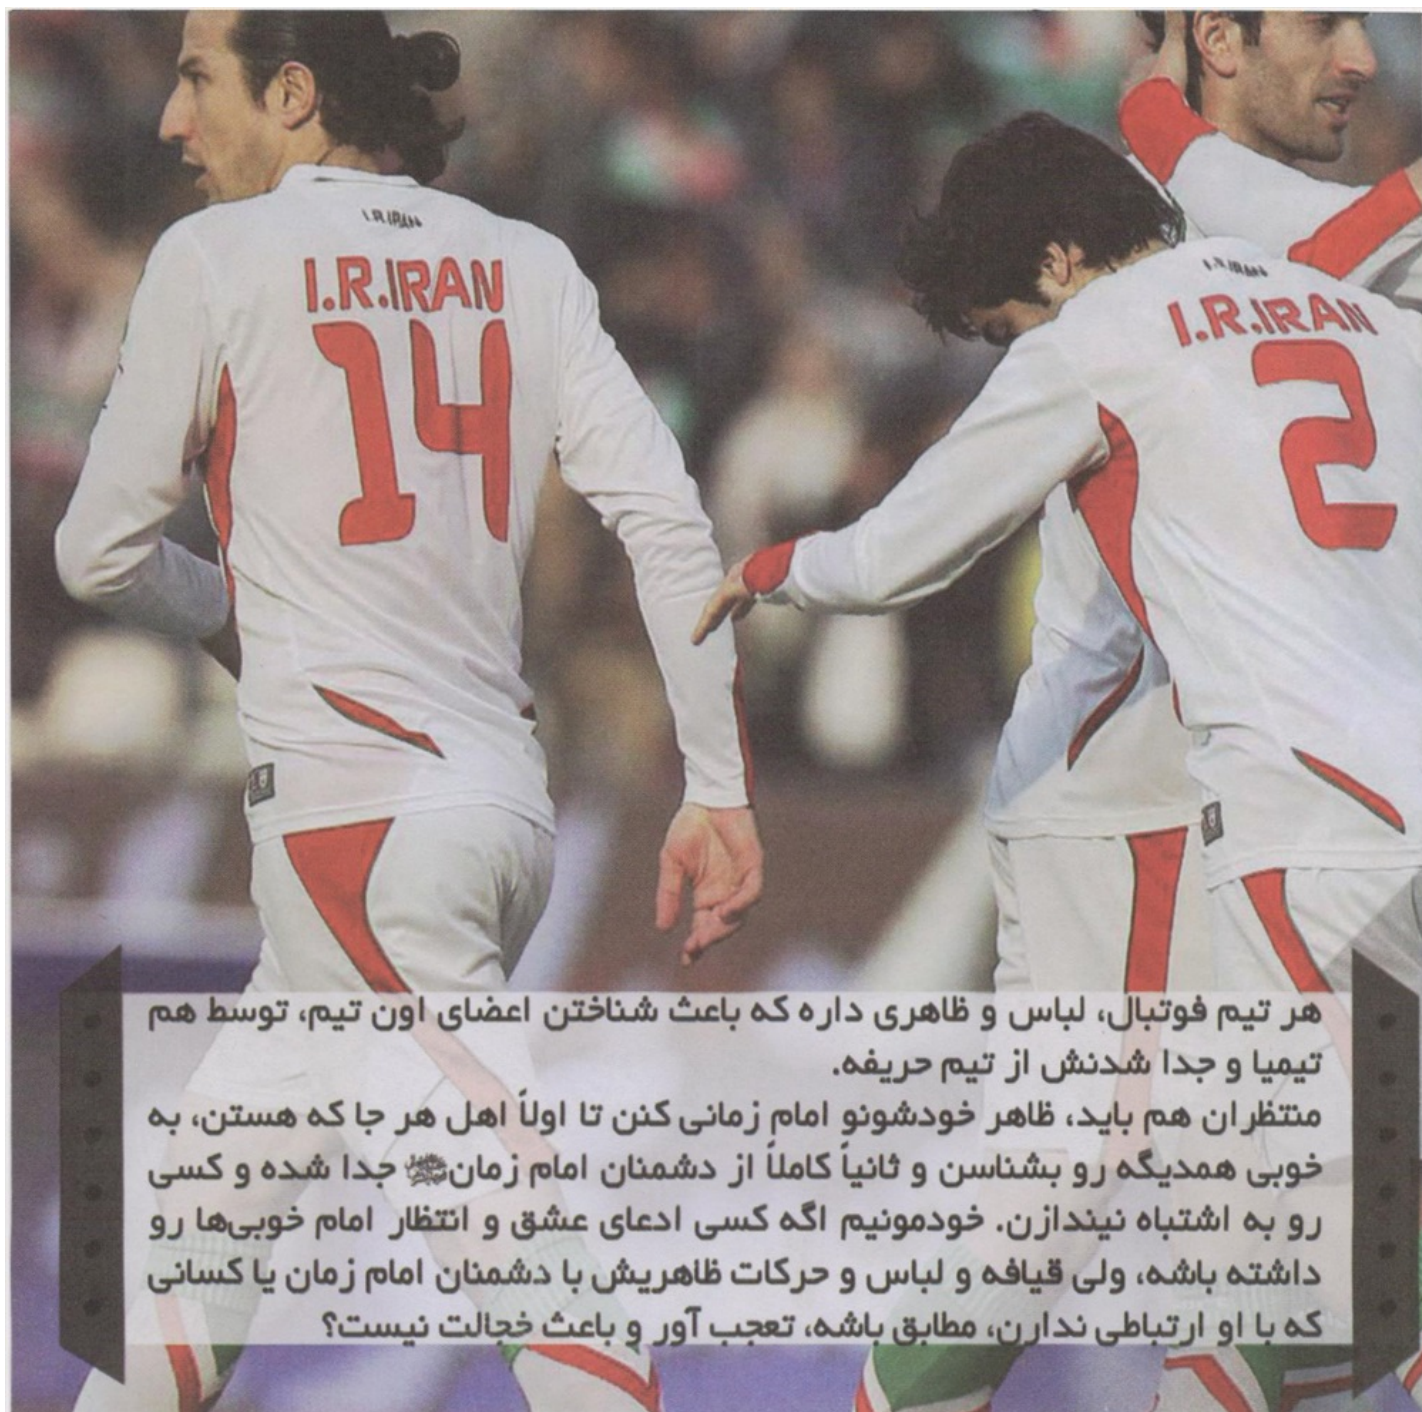 I.R.IRAN
I.R.IRAN
14
I.R.IRAN
I.R.IRAN
2
هر تیم فوتبال، لباس و ظاهری داره که باعث شناختن اعضای اون تیم، توسط هم
تیمیا و جدا شدنش از تیم حریفه.
منتظران هم باید، ظاهر خودشونو امام زمانی کنن تا اولاً اهل هر جا که هستن، به
خوبی همدیگه رو بشناسن و ثانیاً کاملاً از دشمنان امام زمان جدا شده و کسی
رو به اشتباه نیندازن. خودمونیم اگه کسی ادعای عشق و انتظار امام خوبی‌ها رو
داشته باشه، ولی قیافه و لباس و حرکات ظاهریش با دشمنان امام زمان یا کسانی
که با او ارتباطی ندارن، مطابق باشه، تعجب آور و باعث خجالت نیست؟